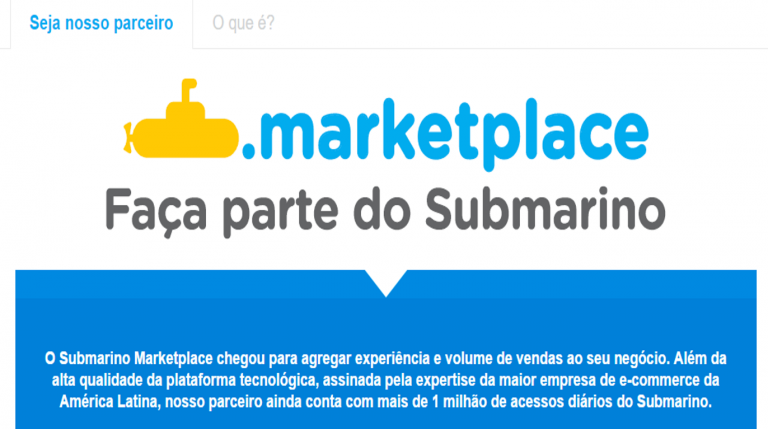 Seja nosso parceiro O que é?
.marketplace
Faça parte do Submarino
O Submarino Marketplace chegou para agregar experiência e volume de vendas ao seu negócio. Além da
alta qualidade da plataforma tecnológica, assinada pela expertise da maior empresa de e-commerce da
América Latina, nosso parceiro ainda conta com mais de 1 milhão de acessos diários do Submarino.